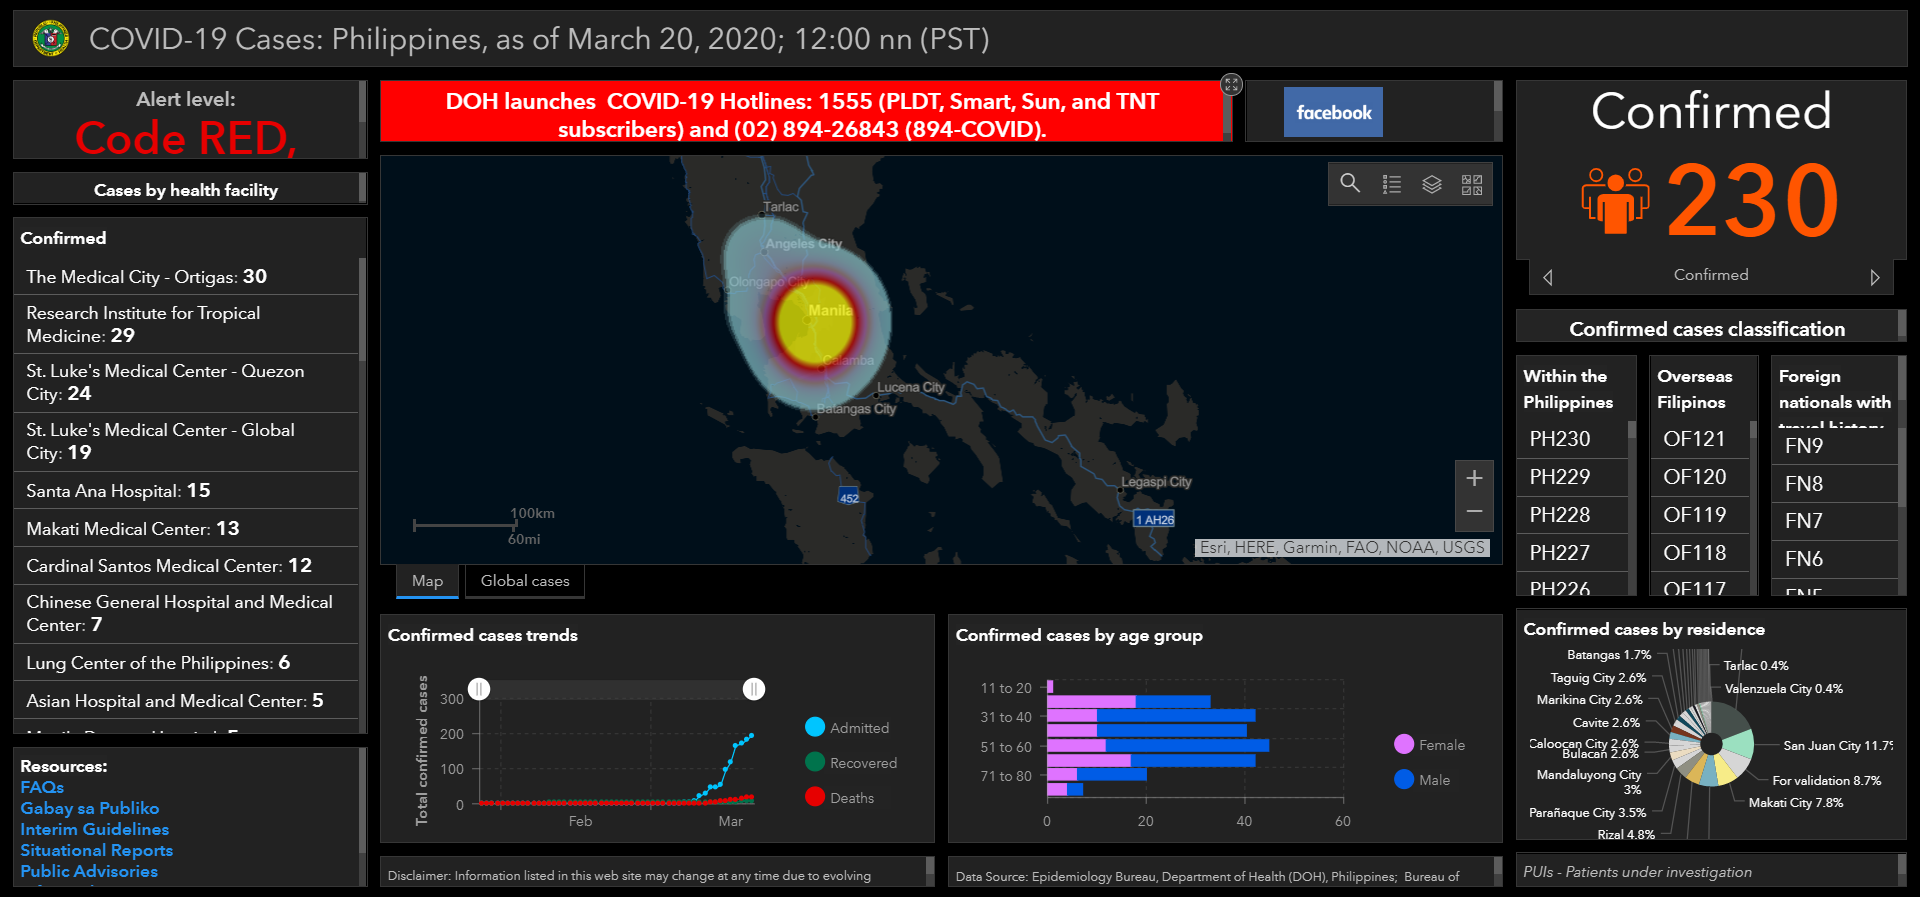 COVID-19 Cases: Philippines, as of March 20, 2020; 12:00 nn (PST)
Alert level:
Code RED,
Cases by health facility
Confirmed
The Medical City - Ortigas: 30
Research Institute for Tropical
Medicine: 29
St. Luke's Medical Center - Quezon
City: 24
St. Luke's Medical Center - Global
City: 19
Santa Ana Hospital: 15
Makati Medical Center: 13
Cardinal Santos Medical Center: 12
Chinese General Hospital and Medical
Center: 7
Lung Center of the Philippines: 6
Asian Hospital and Medical Center: 5
Resources:
FAQs
Gabay sa Publiko
Interim Guidelines
Situational Reports
Public Advisories
DOH launches COVID-19 Hotlines: 1555 (PLDT, Smart, Sun, and TNT
subscribers) and (02) 894-26843 (894-COVID).
facebook
Tarlac
Angeles City
Olongapo City
Manila
Calamba
Lucena City
Batangas City
Legaspi City
452
1 AH26
100km
60mi
+
−
Esri, HERE, Garmin, FAO, NOAA, USGS
Map
Global cases
Confirmed cases trends
Total confirmed cases
300
200
100
0
Feb
Mar
Admitted
Recovered
Deaths
Confirmed cases by age group
11 to 20
31 to 40
51 to 60
71 to 80
0
20
40
60
Female
Male
Disclaimer: Information listed in this web site may change at any time due to evolving
Data Source: Epidemiology Bureau, Department of Health (DOH), Philippines; Bureau of
Confirmed
230
Confirmed
Confirmed cases classification
Within the
Philippines
PH230
PH229
PH228
PH227
PH226
Overseas
Filipinos
OF121
OF120
OF119
OF118
OF117
Foreign
nationals with
travel history
FN9
FN8
FN7
FN6
FN5
Confirmed cases by residence
Batangas 1.7%
Taguig City 2.6%
Marikina City 2.6%
Cavite 2.6%
Caloocan City 2.6%
Bulacan 2.6%
Mandaluyong City
3%
Parañaque City 3.5%
Rizal 4.8%
Tarlac 0.4%
Valenzuela City 0.4%
San Juan City 11.7%
For validation 8.7%
Makati City 7.8%
PUIs - Patients under investigation